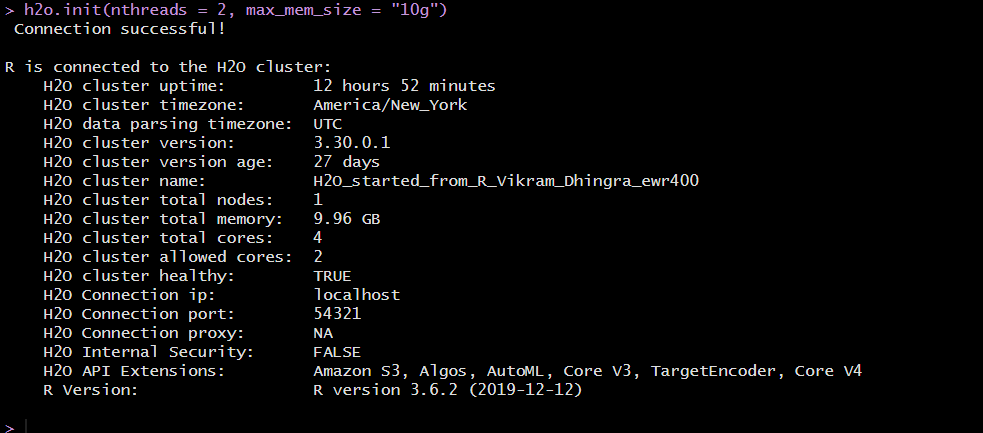 > h2o.init(nthreads = 2, max_mem_size = "10g")
Connection successful!
R is connected to the H2O cluster:
H2O cluster uptime: 12 hours 52 minutes
H2O cluster timezone: America/New_York
H2O data parsing timezone: UTC
H2O cluster version: 3.30.0.1
H2O cluster version age: 27 days
H2O cluster name: H2O_started_from_R_Vikram_Dhingra_ewr400
H2O cluster total nodes: 1
H2O cluster total memory: 9.96 GB
H2O cluster total cores: 4
H2O cluster allowed cores: 2
H2O cluster healthy: TRUE
H2O Connection ip: localhost
H2O Connection port: 54321
H2O Connection proxy: NA
H2O Internal Security: FALSE
H2O API Extensions: Amazon S3, Algos, AutoML, Core V3, TargetEncoder, Core V4
R Version: R version 3.6.2 (2019-12-12)
>